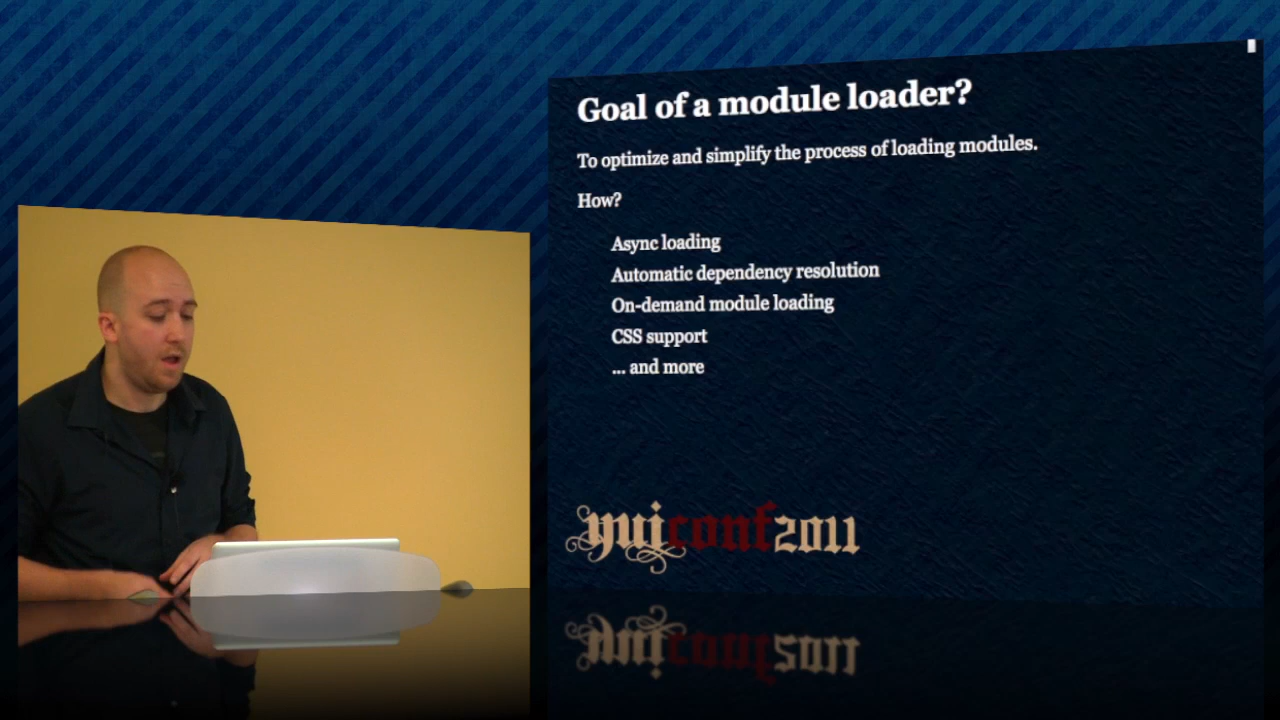 Goal of a module loader?
To optimize and simplify the process of loading modules.
How?
Async loading
Automatic dependency resolution
On-demand module loading
CSS support
... and more
yuiconf2011